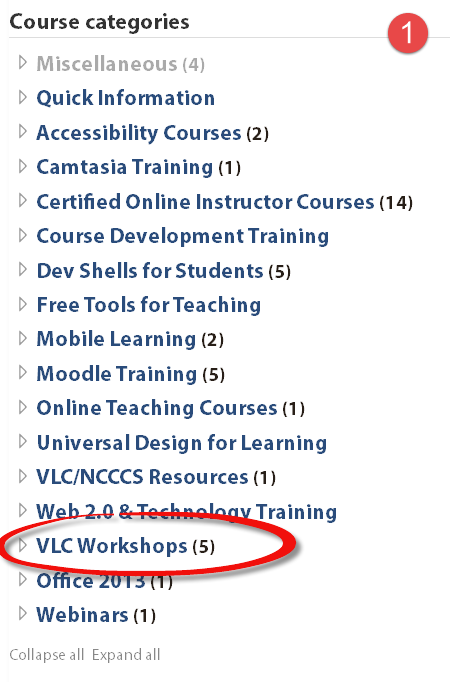 Course categories
1
Miscellaneous (4)
Quick Information
Accessibility Courses (2)
Camtasia Training (1)
Certified Online Instructor Courses (14)
Course Development Training
Dev Shells for Students (5)
Free Tools for Teaching
Mobile Learning (2)
Moodle Training (5)
Online Teaching Courses (1)
Universal Design for Learning
VLC/NCCCS Resources (1)
Web 2.0 & Technology Training
VLC Workshops (5)
Office 2013 (1)
Webinars (1)
Collapse all Expand all